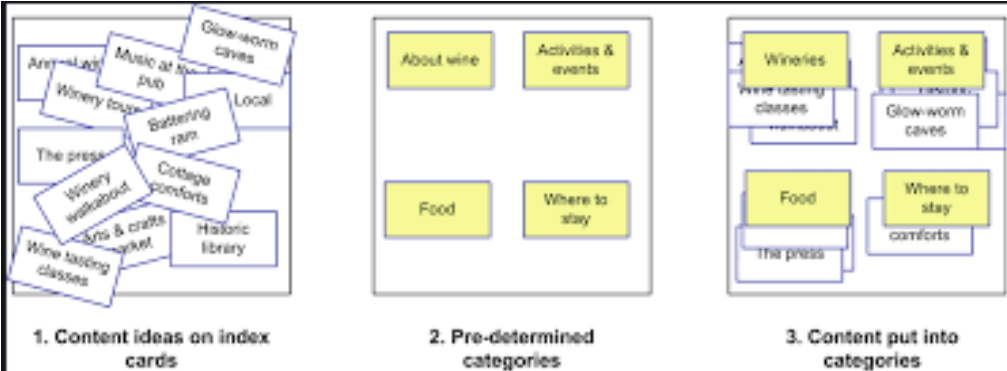 Glow-worm
caves
Music at the
pub
Winery tours
Local
Battering
ram
The press
Cottage
comforts
Winery
walkabout
arts & crafts
market
Historic
library
Wine tasting
classes
1. Content ideas on index
cards
About wine
Activities &
events
Food
Where to
stay
2. Pre-determined
categories
Wineries
Wine tasting
classes
Activities &
events
Glow-worm
caves
Food
The press
Where to
stay
comforts
3. Content put into
categories